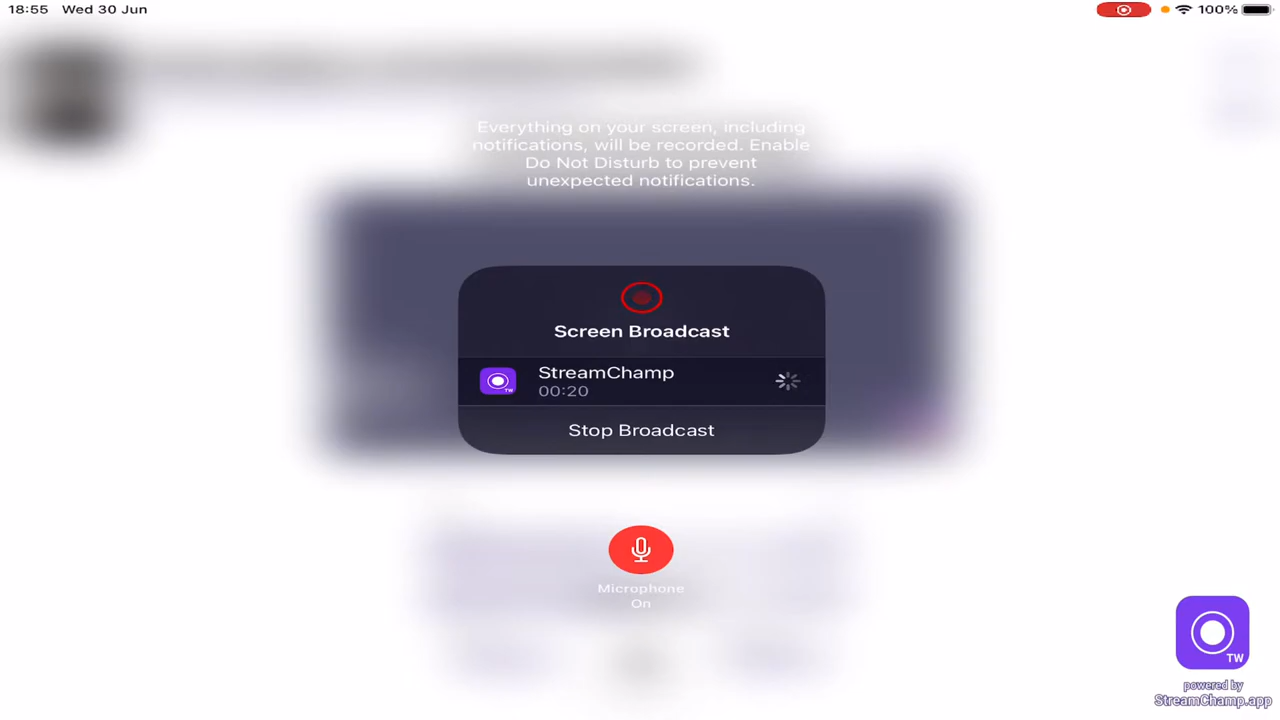 18:55 Wed 30 Jun
100%
Everything on your screen, including
notifications, will be recorded. Enable
Do Not Disturb to prevent
unexpected notifications.
Screen Broadcast
StreamChamp
00:20
TW
Stop Broadcast
Microphone
On
TW
powered by
StreamChamp.app